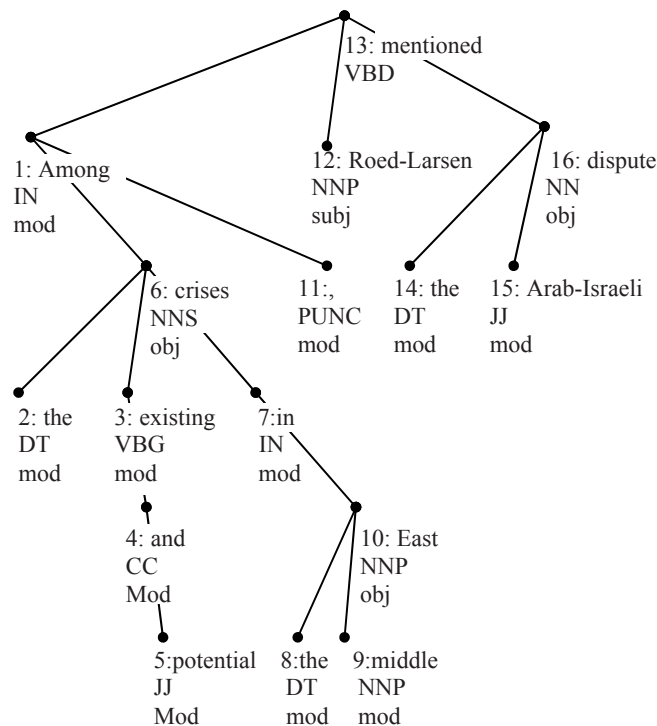 13: mentioned
VBD
1: Among
IN
mod
12: Roed-Larsen
NNP
subj
16: dispute
NN
obj
6: crises
NNS
obj
11:,
PUNC
mod
14: the
DT
mod
15: Arab-Israeli
JJ
mod
2: the
DT
mod
3: existing
VBG
mod
7:in
IN
mod
4: and
CC
Mod
10: East
NNP
obj
5:potential
JJ
Mod
8:the
DT
mod
9:middle
NNP
mod